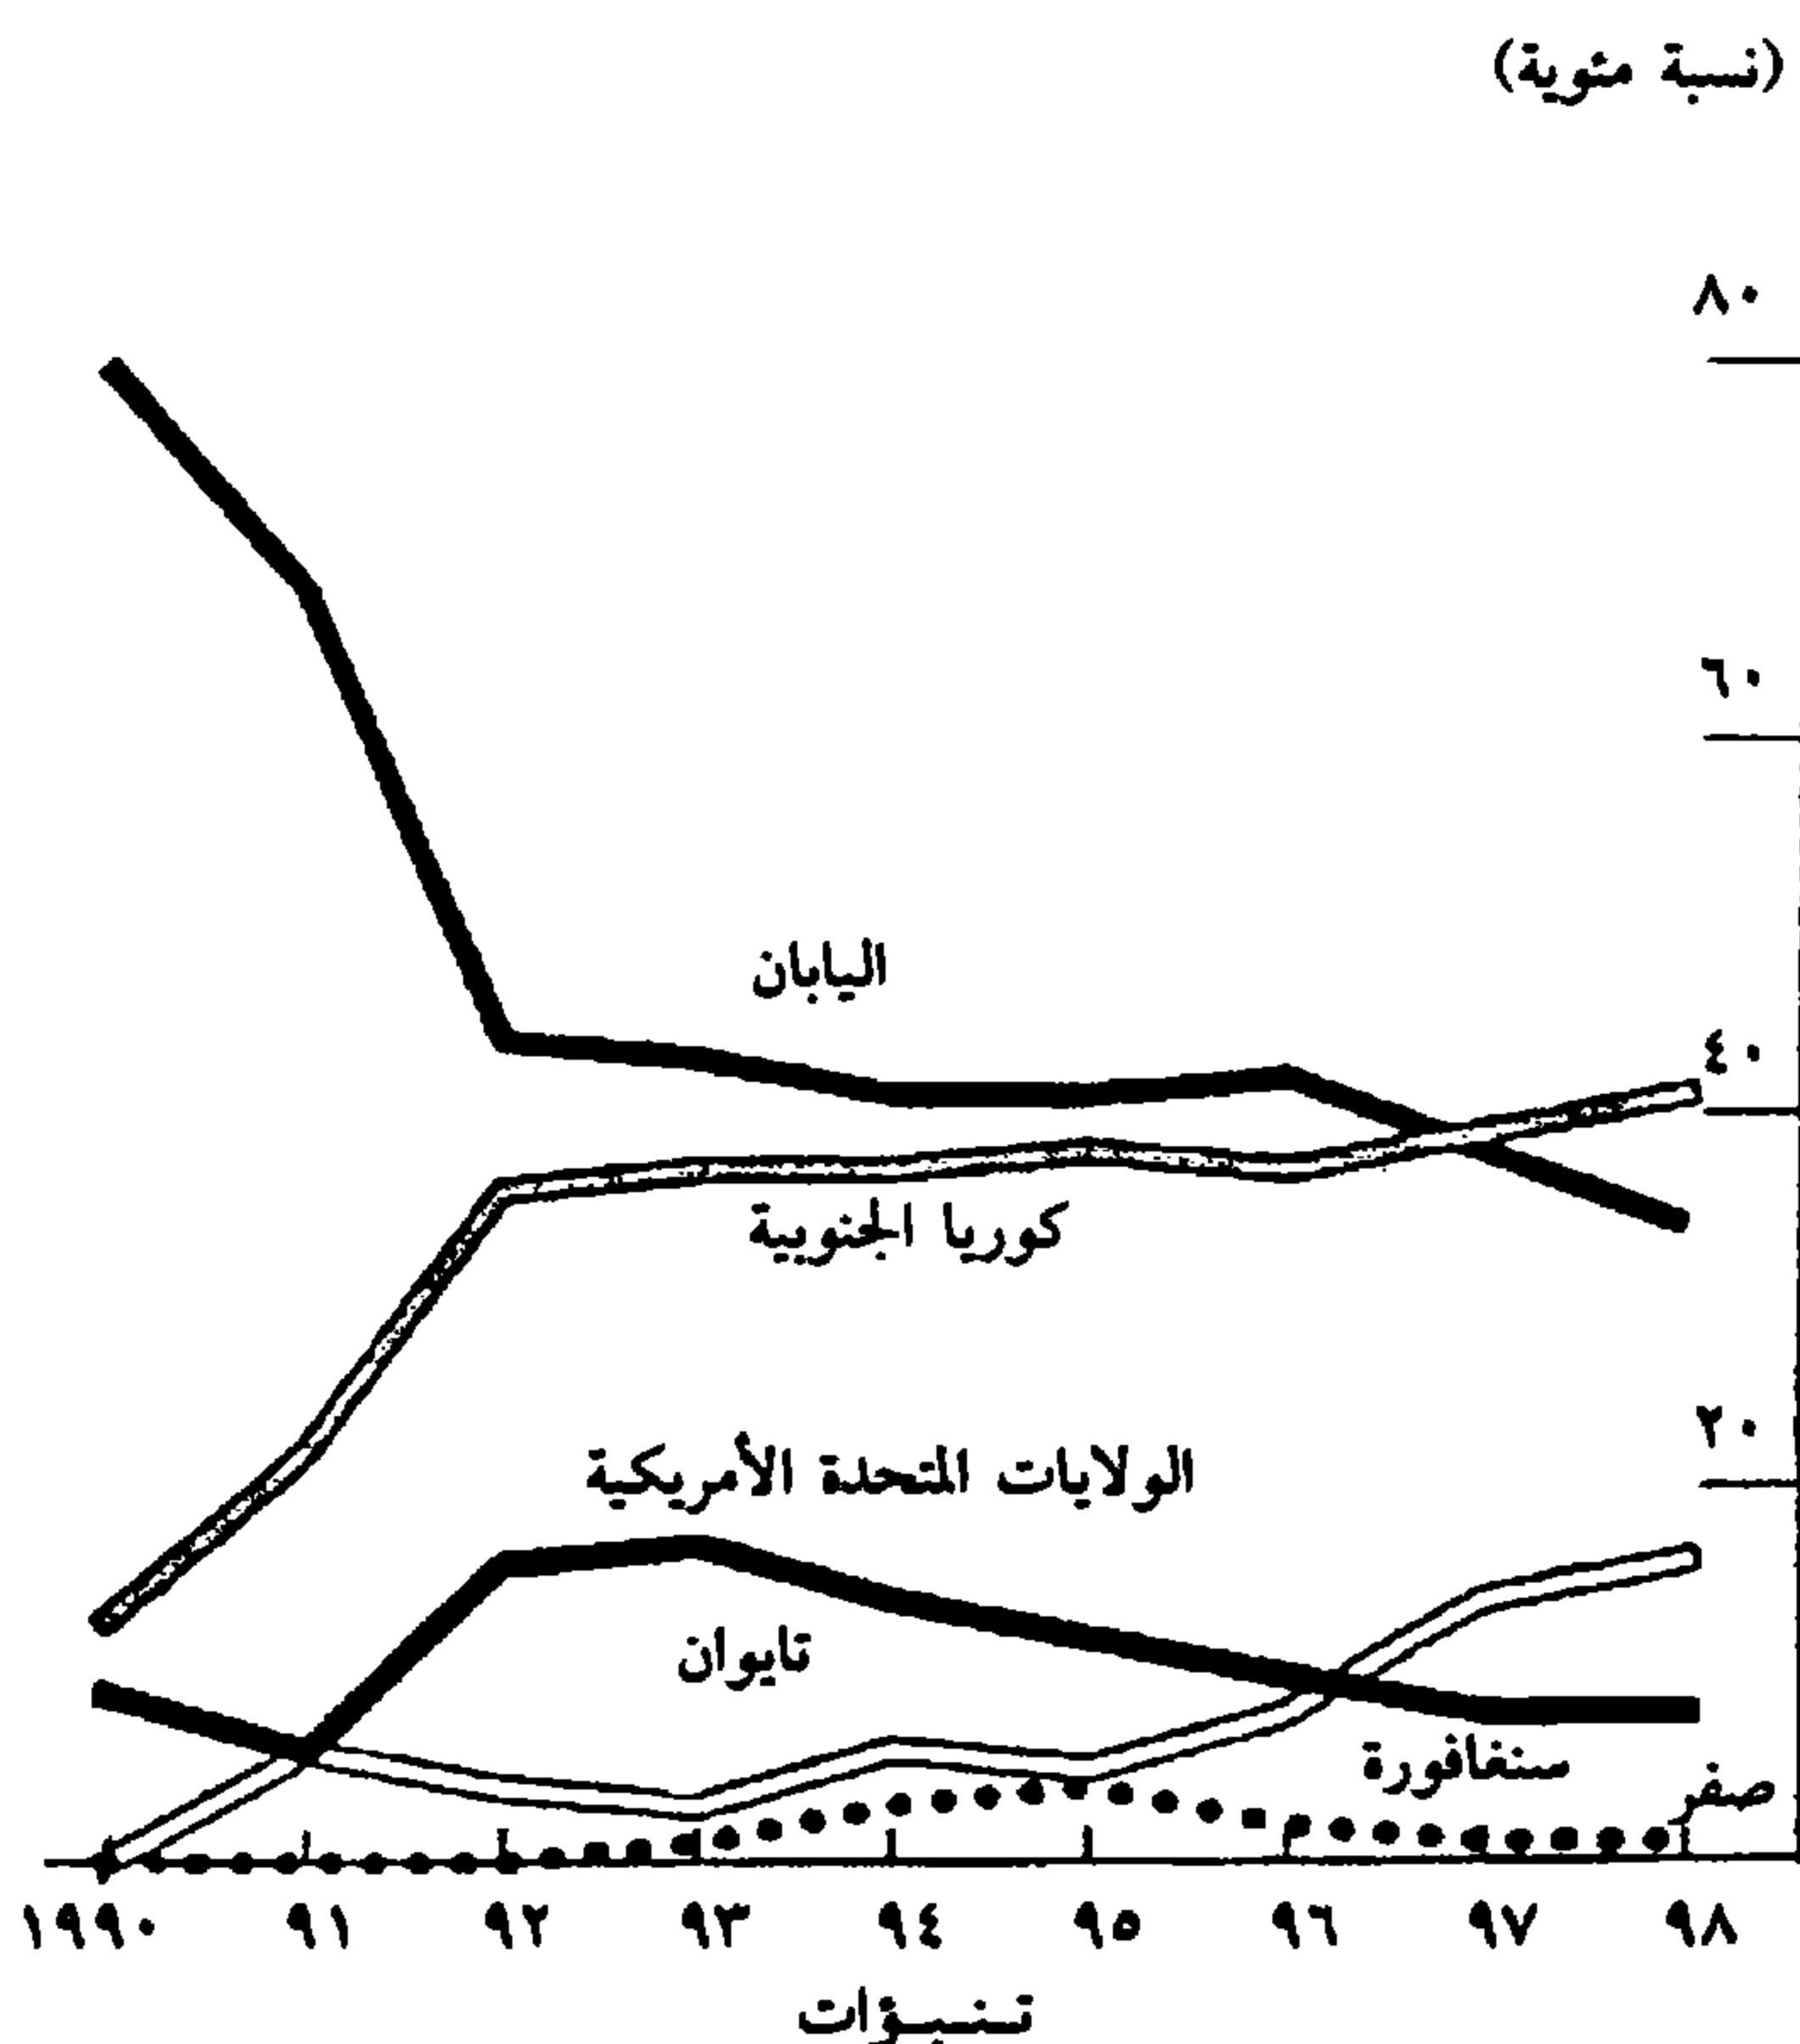 (نسبة مئوية)
٨٠
٦٠
اليابان
٤٠
كوريا الجنوبية
٢٠
الولايات المتحدة الأمريكية
تايوان
سنغافورة
صفر
١٩٩٠ ٩١ ٩٢ ٩٣ ٩٤ ٩٥ ٩٦ ٩٧ ٩٨
تنبؤات